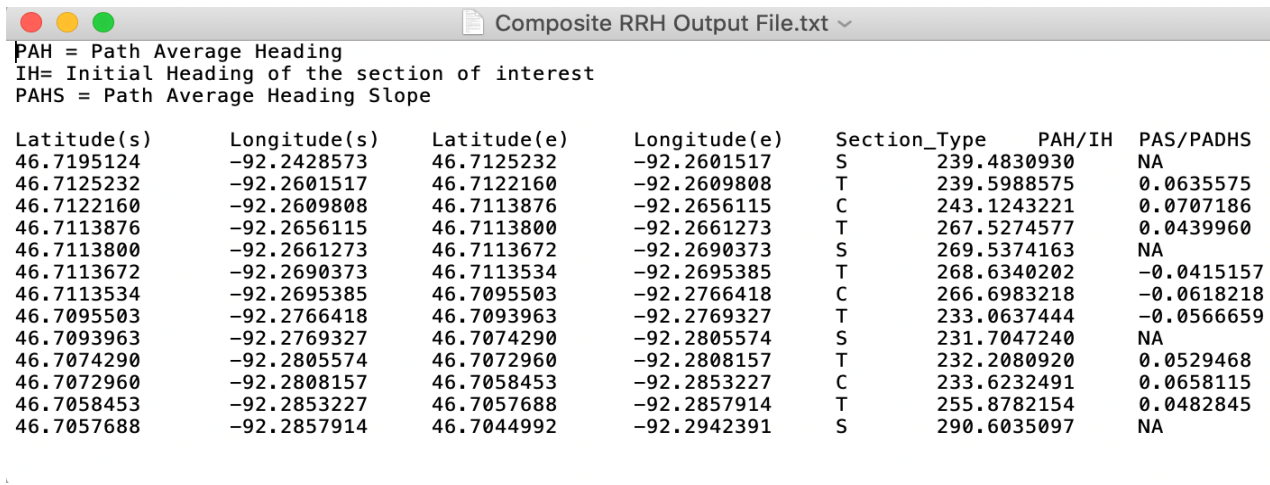 Composite RRH Output File.txt
PAH = Path Average Heading
IH= Initial Heading of the section of interest
PAHS = Path Average Heading Slope
Latitude(s) Longitude(s) Latitude(e) Longitude(e) Section_Type PAH/IH PAS/PADHS
46.7195124 -92.2428573 46.7125232 -92.2601517 S 239.4830930 NA
46.7125232 -92.2601517 46.7122160 -92.2609808 T 239.5988575 0.0635575
46.7122160 -92.2609808 46.7113876 -92.2656115 C 243.1243221 0.0707186
46.7113876 -92.2656115 46.7113800 -92.2661273 T 267.5274577 0.0439960
46.7113800 -92.2661273 46.7113672 -92.2690373 S 269.5374163 NA
46.7113672 -92.2690373 46.7113534 -92.2695385 T 268.6340202 -0.0415157
46.7113534 -92.2695385 46.7095503 -92.2766418 C 266.6983218 -0.0618218
46.7095503 -92.2766418 46.7093963 -92.2769327 T 233.0637444 -0.0566659
46.7093963 -92.2769327 46.7074290 -92.2805574 S 231.7047240 NA
46.7074290 -92.2805574 46.7072960 -92.2808157 T 232.2080920 0.0529468
46.7072960 -92.2808157 46.7058453 -92.2853227 C 233.6232491 0.0658115
46.7058453 -92.2853227 46.7057688 -92.2857914 T 255.8782154 0.0482845
46.7057688 -92.2857914 46.7044992 -92.2942391 S 290.6035097 NA